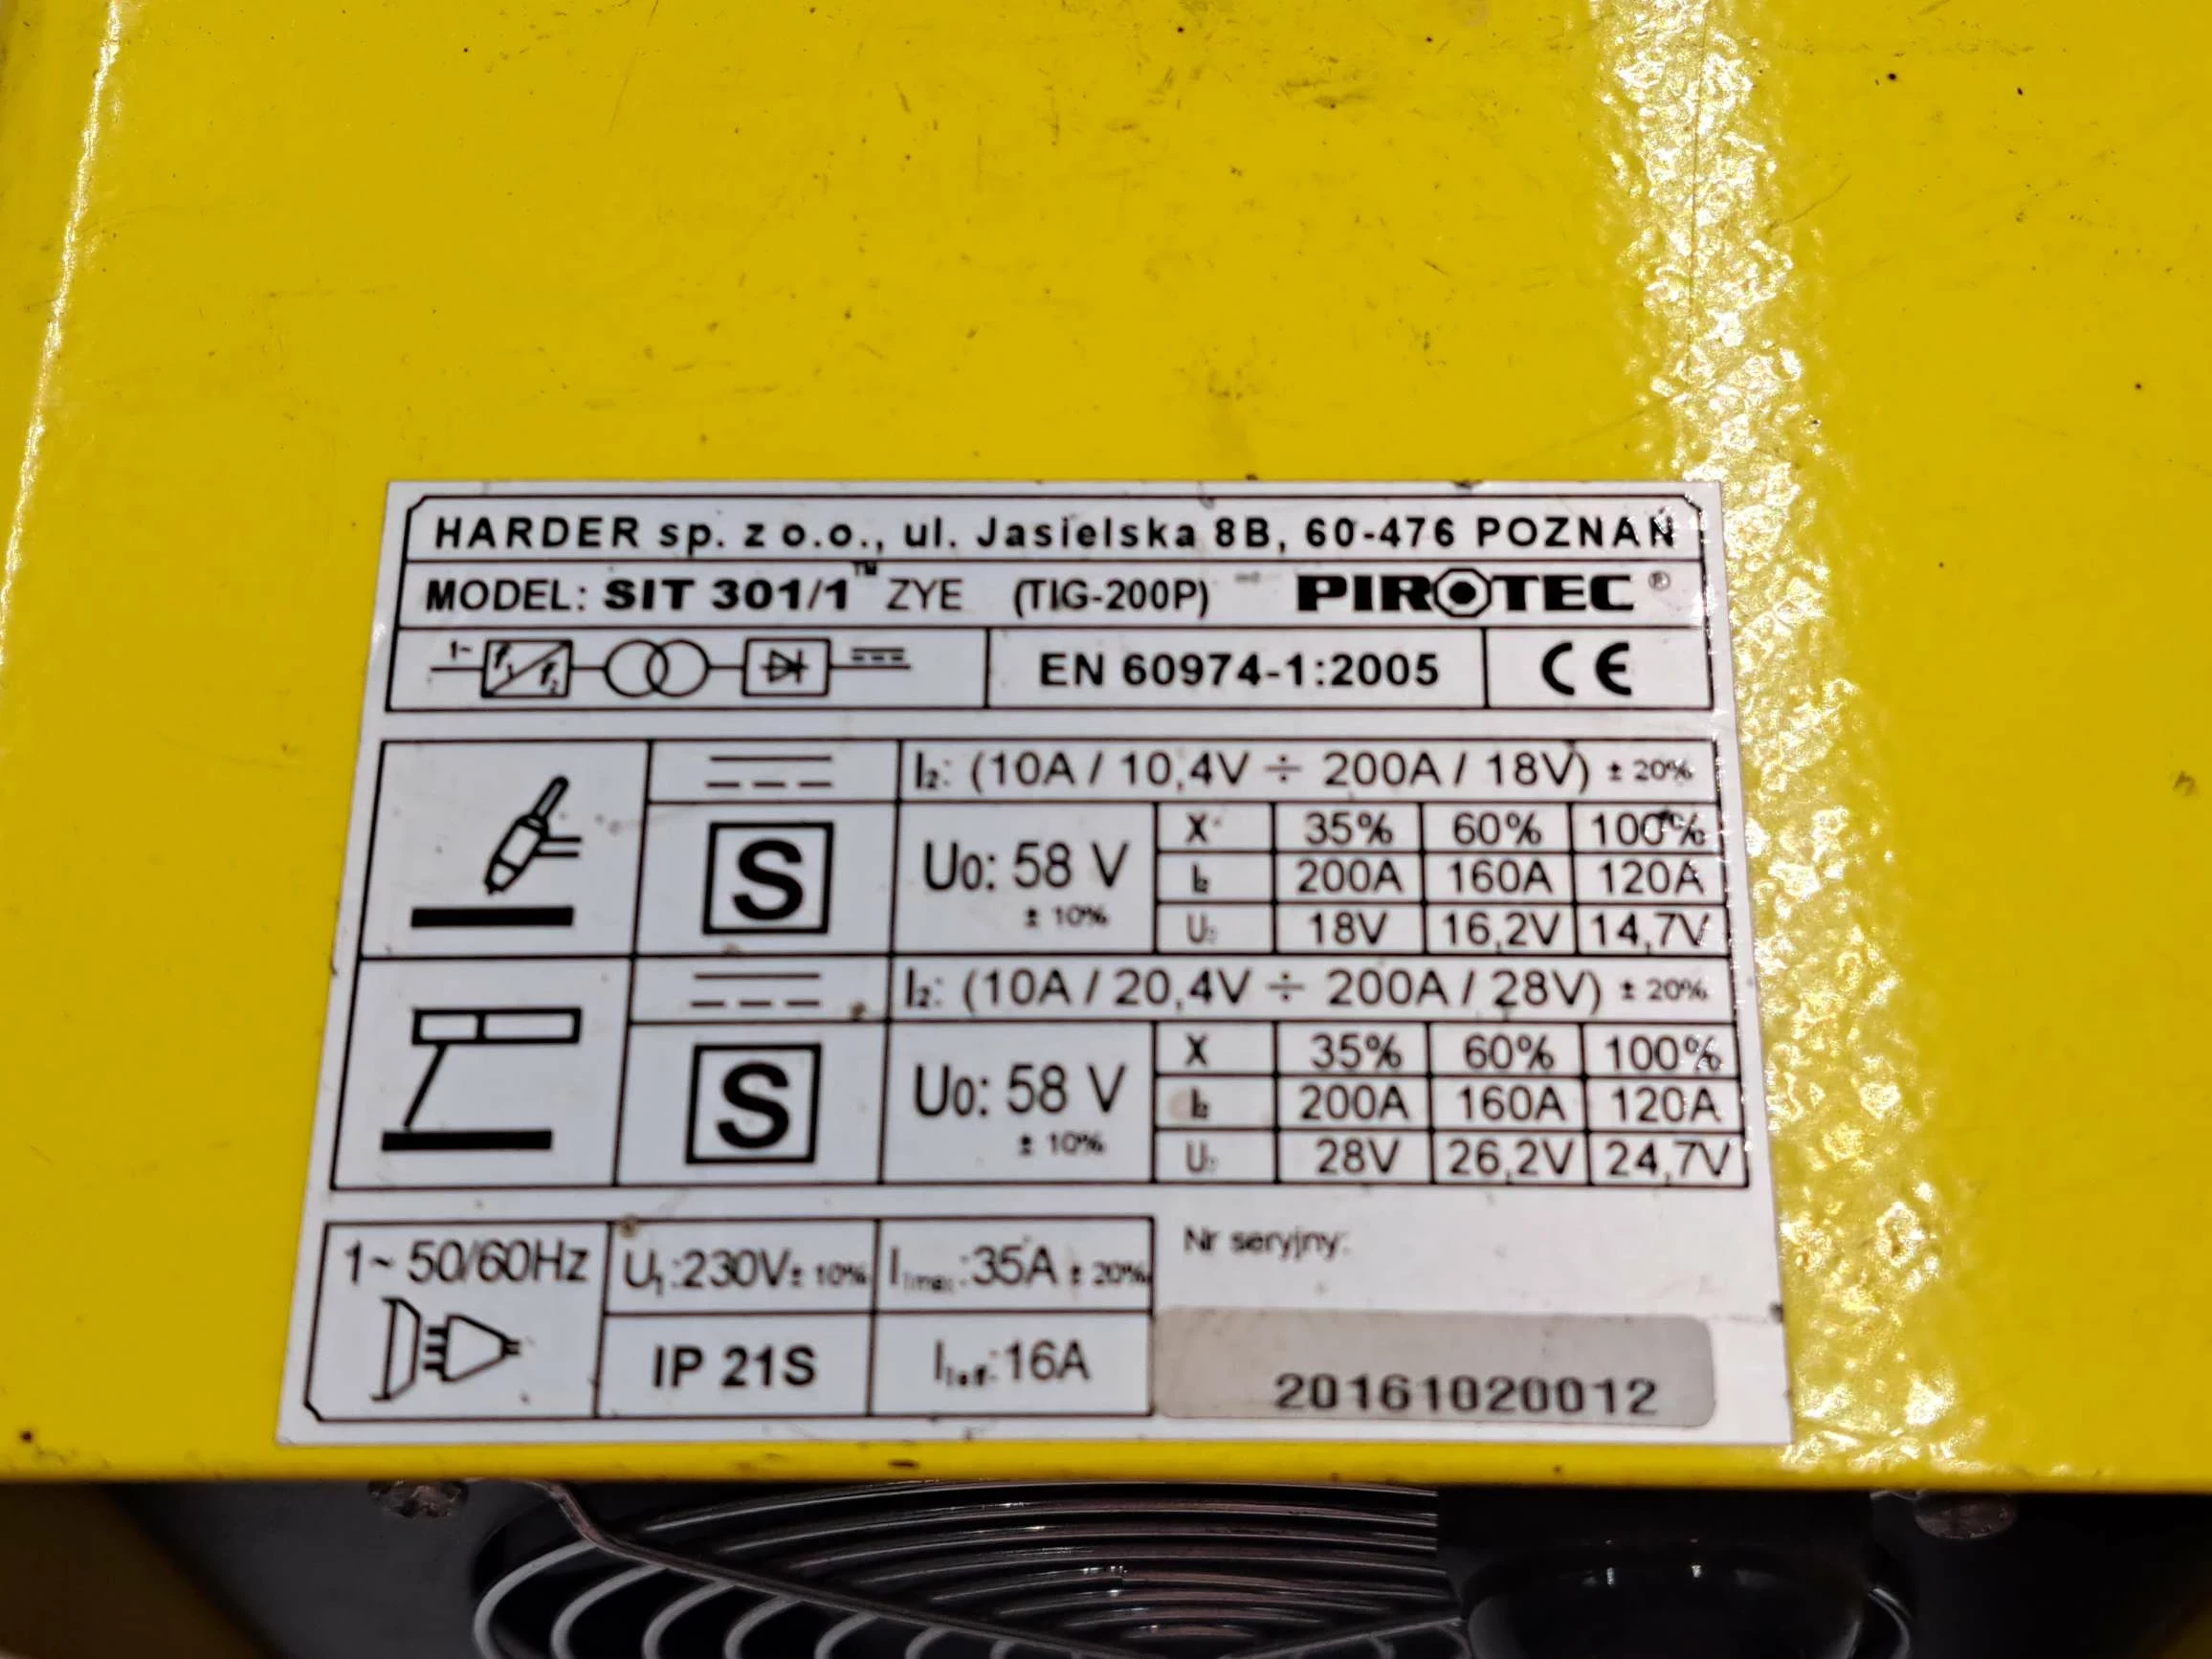 HARDER sp. z o.o., ul. Jasielska 8B, 60-476 POZNAŃ
MODEL: SIT 301/1™ ZYE (TIG-200P) PIROTEC®
1~ f1 f2 EN 60974-1:2005 CE
I2: (10A / 10,4V ÷ 200A / 18V) ± 20%
S U0: 58 V ± 10%
X 35% 60% 100%
I2 200A 160A 120A
U2 18V 16,2V 14,7V
I2: (10A / 20,4V ÷ 200A / 28V) ± 20%
S U0: 58 V ± 10%
X 35% 60% 100%
I2 200A 160A 120A
U2 28V 26,2V 24,7V
1~ 50/60Hz U1:230V± 10% I1max:35A ± 20% Nr seryjny:
IP 21S I1eff:16A 20161020012